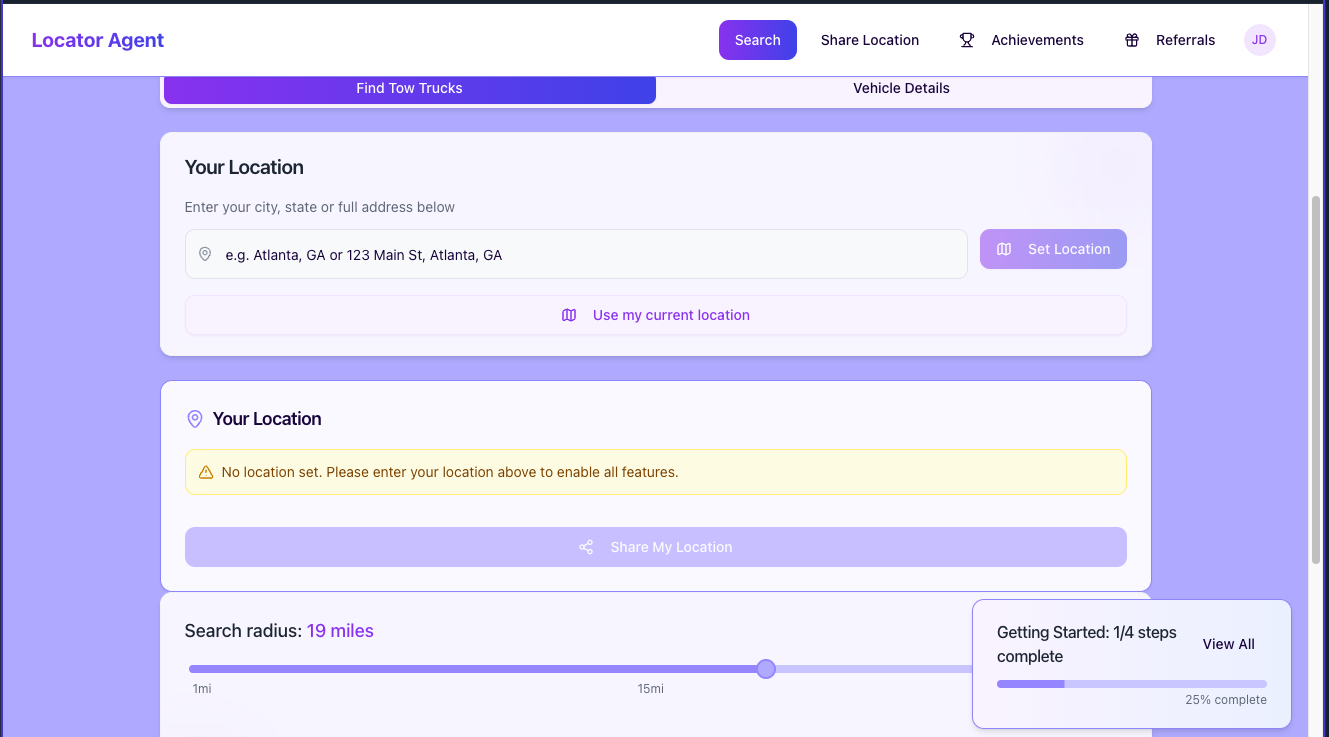 Locator Agent
Search
Share Location
Achievements
Referrals
JD
Find Tow Trucks
Vehicle Details
Your Location
Enter your city, state or full address below
e.g. Atlanta, GA or 123 Main St, Atlanta, GA
Set Location
Use my current location
Your Location
No location set. Please enter your location above to enable all features.
Share My Location
Search radius: 19 miles
1mi
15mi
Getting Started: 1/4 steps
complete
View All
25% complete